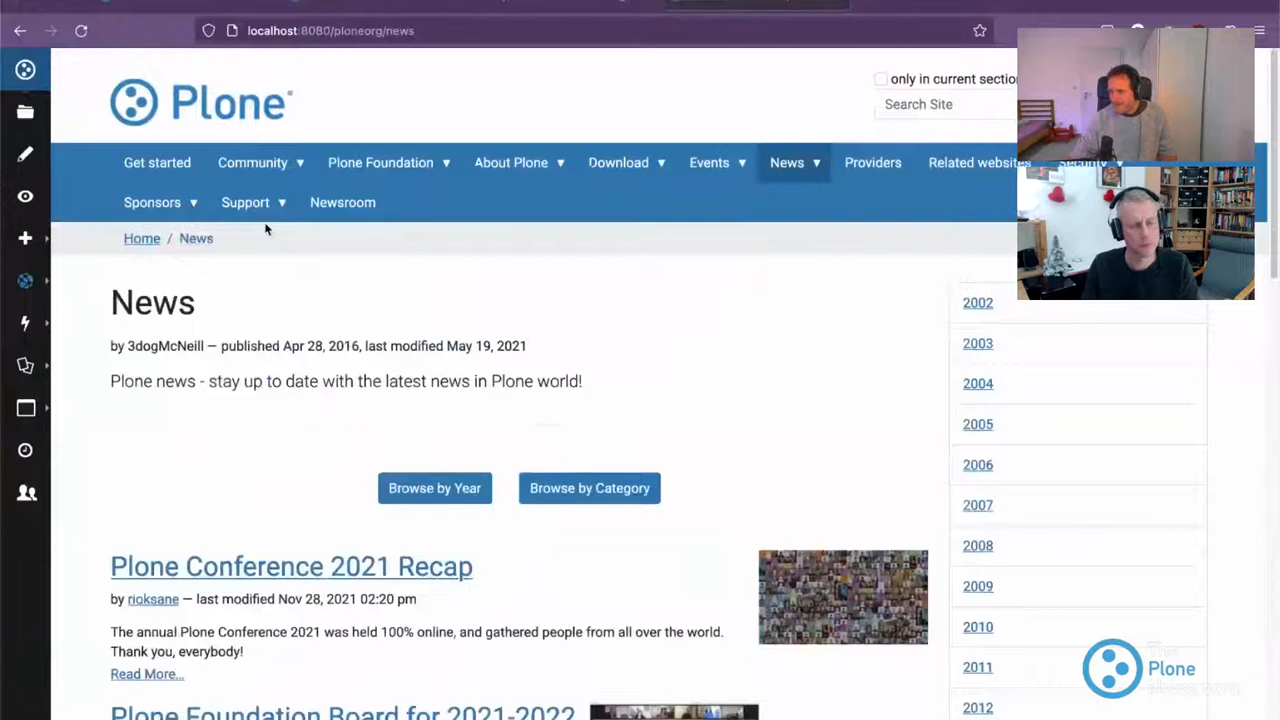 localhost:8080/ploneorg/news
Plone®
only in current section
Search Site
Get started Community ▼ Plone Foundation ▼ About Plone ▼ Download ▼ Events ▼ News ▼ Providers Related websites Security ▼
Sponsors ▼ Support ▼ Newsroom
Home / News
News
by 3dogMcNeill — published Apr 28, 2016, last modified May 19, 2021
Plone news - stay up to date with the latest news in Plone world!
Browse by Year Browse by Category
Plone Conference 2021 Recap
by rioksane — last modified Nov 28, 2021 02:20 pm
The annual Plone Conference 2021 was held 100% online, and gathered people from all over the world.
Thank you, everybody!
Read More...
Plone Foundation Board for 2021-2022
2002
2003
2004
2005
2006
2007
2008
2009
2010
2011
2012
The
Plone
Newsroom